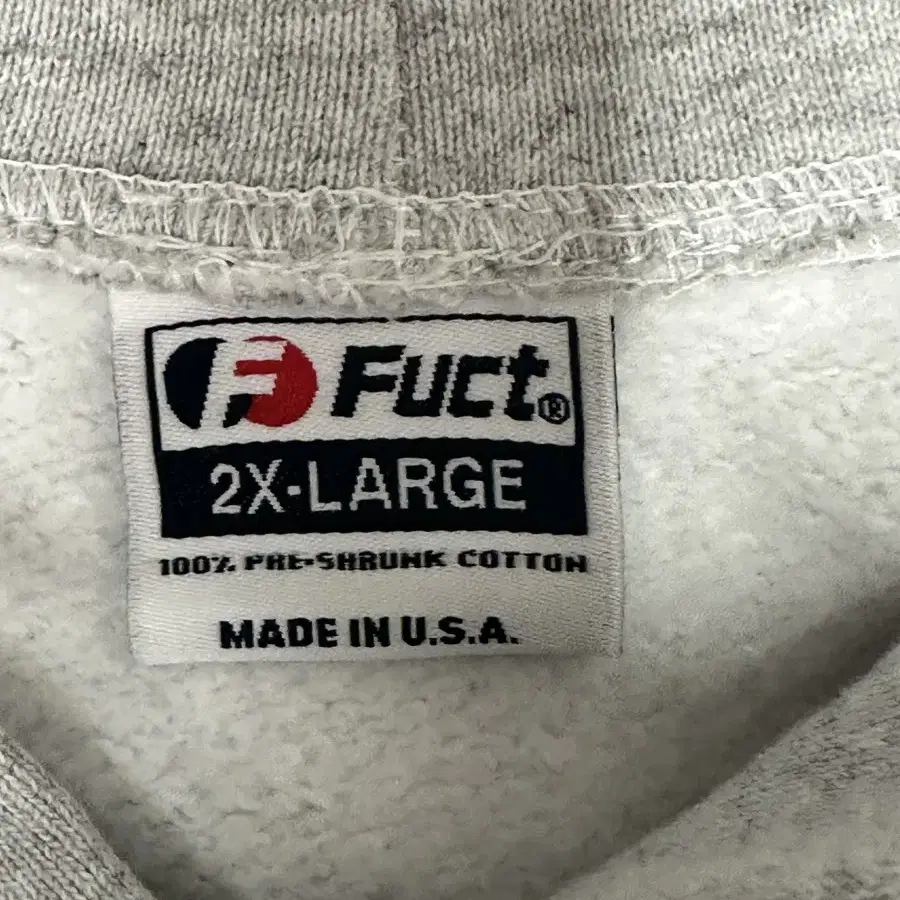 F Fuct®
2X-LARGE
100% PRE-SHRUNK COTTON
MADE IN U.S.A.